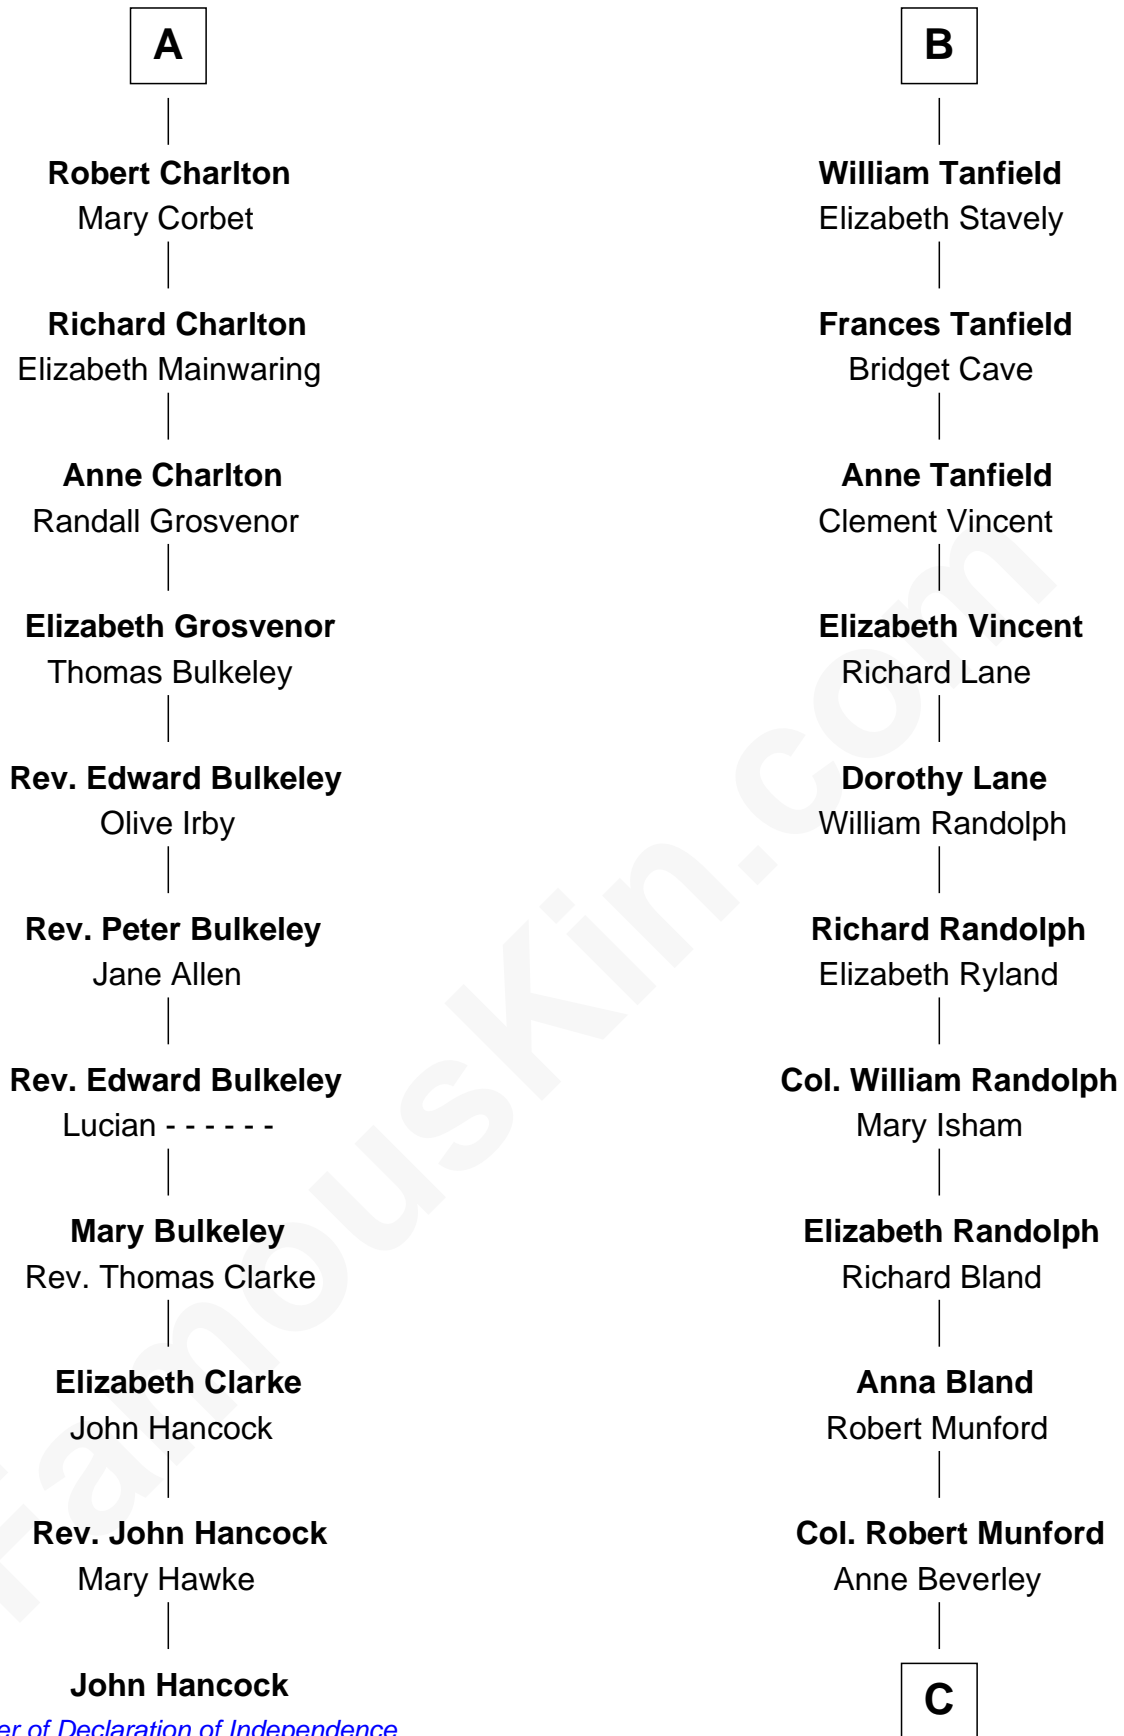 A
Robert Charlton
Mary Corbet
Richard Charlton
Elizabeth Mainwaring
Anne Charlton
Randall Grosvenor
Elizabeth Grosvenor
Thomas Bulkeley
Rev. Edward Bulkeley
Olive Irby
Rev. Peter Bulkeley
Jane Allen
Rev. Edward Bulkeley
Lucian - - - - - -
Mary Bulkeley
Rev. Thomas Clarke
Elizabeth Clarke
John Hancock
Rev. John Hancock
Mary Hawke
John Hancock
er of Declaration of Independence
B
William Tanfield
Elizabeth Stavely
Frances Tanfield
Bridget Cave
Anne Tanfield
Clement Vincent
Elizabeth Vincent
Richard Lane
Dorothy Lane
William Randolph
Richard Randolph
Elizabeth Ryland
Col. William Randolph
Mary Isham
Elizabeth Randolph
Richard Bland
Anna Bland
Robert Munford
Col. Robert Munford
Anne Beverley
C
FamousKin.com